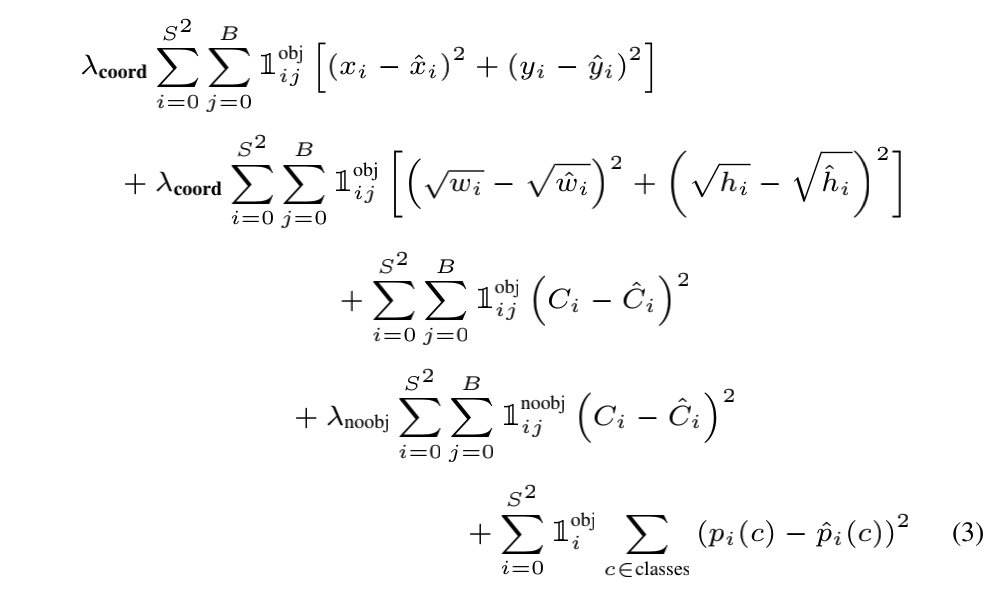 λ_coord ∑_{i=0}^{S^2} ∑_{j=0}^{B} 𝟙_{ij}^{obj} [(x_i − x̂_i)^2 + (y_i − ŷ_i)^2]
+ λ_coord ∑_{i=0}^{S^2} ∑_{j=0}^{B} 𝟙_{ij}^{obj} [(√w_i − √ŵ_i)^2 + (√h_i − √ĥ_i)^2]
+ ∑_{i=0}^{S^2} ∑_{j=0}^{B} 𝟙_{ij}^{obj} (C_i − Ĉ_i)^2
+ λ_noobj ∑_{i=0}^{S^2} ∑_{j=0}^{B} 𝟙_{ij}^{noobj} (C_i − Ĉ_i)^2
+ ∑_{i=0}^{S^2} 𝟙_i^{obj} ∑_{c∈classes} (p_i(c) − p̂_i(c))^2 (3)